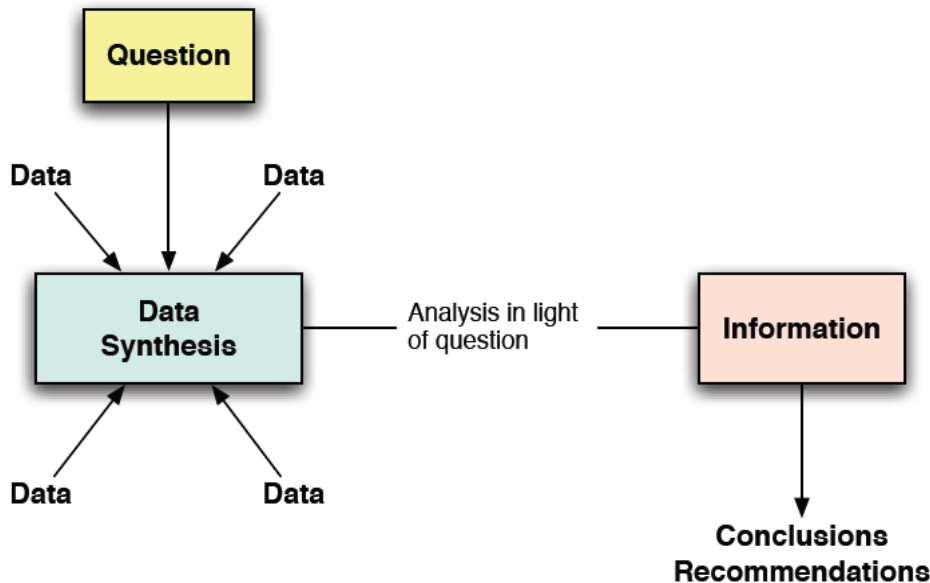 Question
Data
Data
Data
Synthesis
Analysis in light
of question
Information
Data
Data
Conclusions
Recommendations